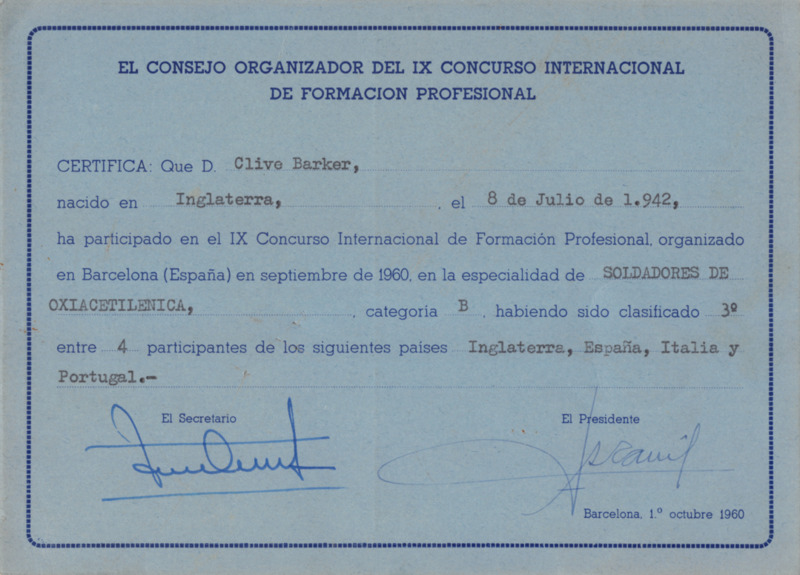 EL CONSEJO ORGANIZADOR DEL IX CONCURSO INTERNACIONAL
DE FORMACION PROFESIONAL
CERTIFICA: Que D. Clive Barker,
nacido en Inglaterra, , el 8 de Julio de 1.942,
ha participado en el IX Concurso Internacional de Formación Profesional, organizado
en Barcelona (España) en septiembre de 1960, en la especialidad de SOLDADORES DE
OXIACETILENICA, , categoría B , habiendo sido clasificado 3º
entre 4 participantes de los siguientes países Inglaterra, España, Italia y
Portugal.-
El Secretario El Presidente
Barcelona, 1.º octubre 1960